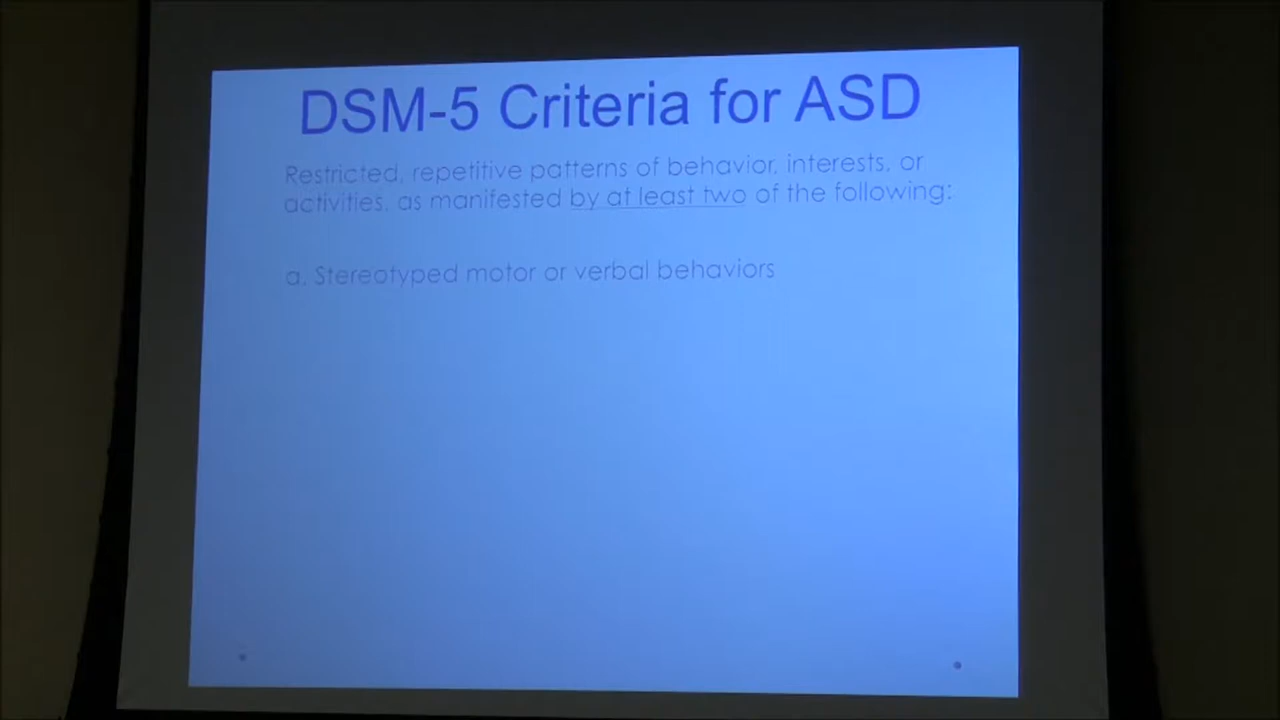 DSM-5 Criteria for ASD
Restricted, repetitive patterns of behavior, interests, or
activities, as manifested by at least two of the following:
a. Stereotyped motor or verbal behaviors